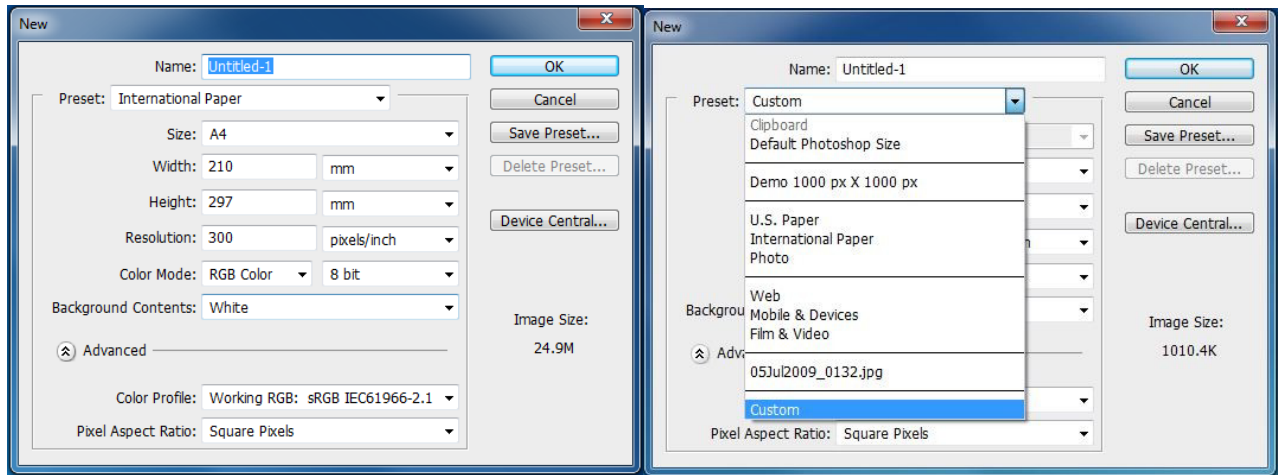 New
Name: Untitled-1
OK
Preset: International Paper
Cancel
Size: A4
Save Preset...
Width: 210 mm
Delete Preset...
Height: 297 mm
Device Central...
Resolution: 300 pixels/inch
Color Mode: RGB Color 8 bit
Background Contents: White
Image Size:
24.9M
Advanced
Color Profile: Working RGB: sRGB IEC61966-2.1
Pixel Aspect Ratio: Square Pixels
New
Name: Untitled-1
OK
Preset: Custom
Cancel
Clipboard
Default Photoshop Size
Save Preset...
Demo 1000 px X 1000 px
Delete Preset...
U.S. Paper
International Paper
Photo
Device Central...
Web
Mobile & Devices
Film & Video
Image Size:
1010.4K
05Jul2009_0132.jpg
Custom
Pixel Aspect Ratio: Square Pixels